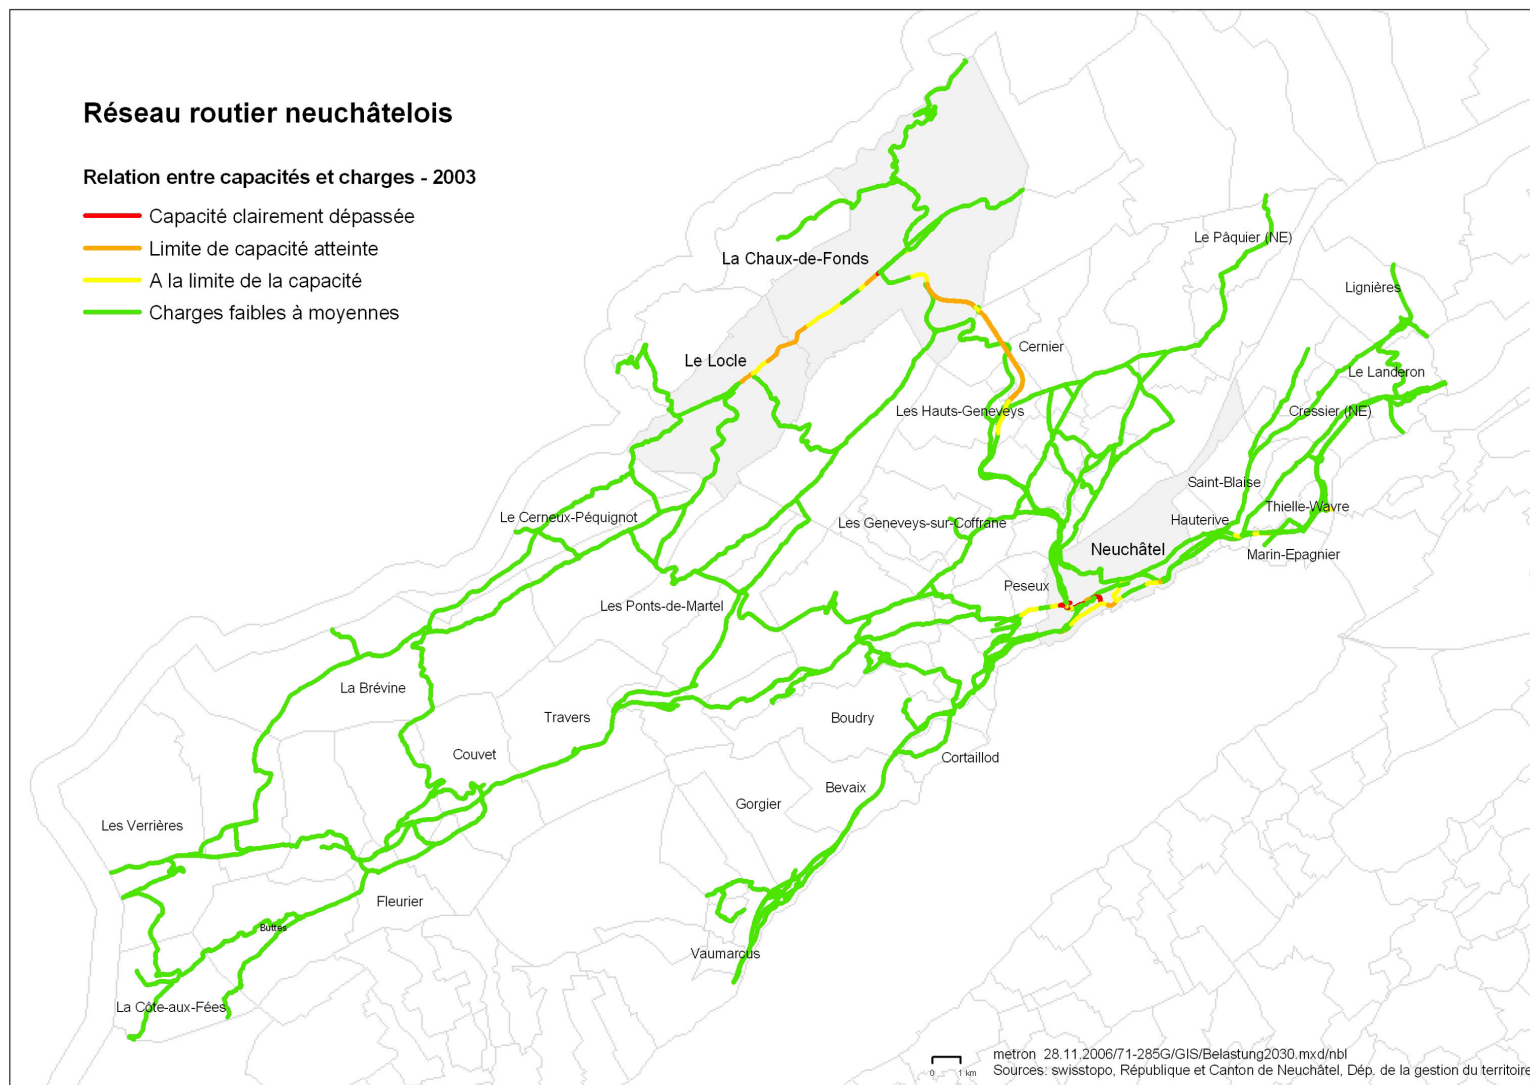 Réseau routier neuchâtelois
Relation entre capacités et charges - 2003
Capacité clairement dépassée
Limite de capacité atteinte
A la limite de la capacité
Charges faibles à moyennes
Le Pâquier (NE)
La Chaux-de-Fonds
Lignières
Cernier
Le Locle
Le Landeron
Les Hauts-Geneveys
Cressier (NE)
Saint-Blaise
Thielle-Wavre
Le Cerneux-Péquignot
Les Geneveys-sur-Coffrane
Hauterive
Neuchâtel
Marin-Epagnier
Peseux
Les Ponts-de-Martel
La Brévine
Travers
Boudry
Couvet
Cortaillod
Bevaix
Gorgier
Les Verrières
Fleurier
Buttes
Vaumarcus
La Côte-aux-Fées
0 1 km
metron 28.11.2006/71-285G/GIS/Belastung2030.mxd/nbl
Sources: swisstopo, République et Canton de Neuchâtel, Dép. de la gestion du territoire